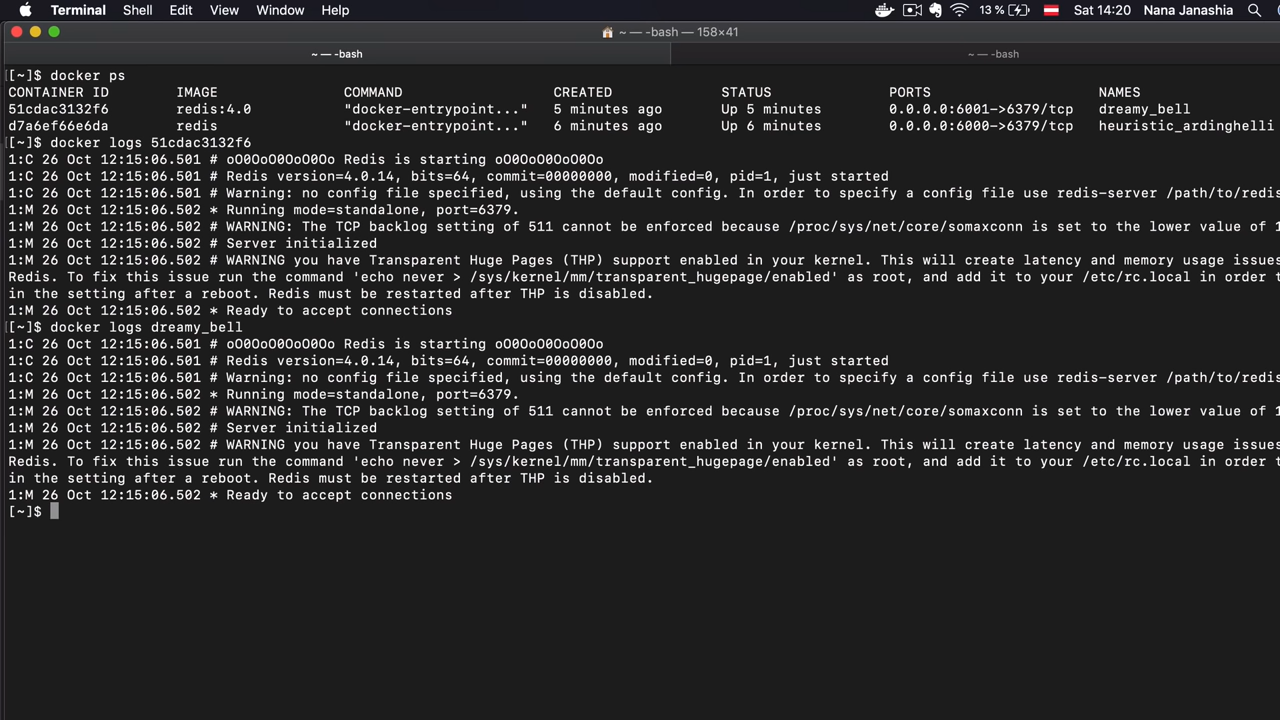 Terminal Shell Edit View Window Help 13 % Sat 14:20 Nana Janashia
~ — -bash — 158×41
~ — -bash ~ — -bash
[~]$ docker ps
CONTAINER ID IMAGE COMMAND CREATED STATUS PORTS NAMES
51cdac3132f6 redis:4.0 "docker-entrypoint..." 5 minutes ago Up 5 minutes 0.0.0.0:6001->6379/tcp dreamy_bell
d7a6ef66e6da redis "docker-entrypoint..." 6 minutes ago Up 6 minutes 0.0.0.0:6000->6379/tcp heuristic_ardinghelli
[~]$ docker logs 51cdac3132f6
1:C 26 Oct 12:15:06.501 # oO0OoO0OoO0Oo Redis is starting oO0OoO0OoO0Oo
1:C 26 Oct 12:15:06.501 # Redis version=4.0.14, bits=64, commit=00000000, modified=0, pid=1, just started
1:C 26 Oct 12:15:06.501 # Warning: no config file specified, using the default config. In order to specify a config file use redis-server /path/to/redis
1:M 26 Oct 12:15:06.502 * Running mode=standalone, port=6379.
1:M 26 Oct 12:15:06.502 # WARNING: The TCP backlog setting of 511 cannot be enforced because /proc/sys/net/core/somaxconn is set to the lower value of 1
1:M 26 Oct 12:15:06.502 # Server initialized
1:M 26 Oct 12:15:06.502 # WARNING you have Transparent Huge Pages (THP) support enabled in your kernel. This will create latency and memory usage issues
Redis. To fix this issue run the command 'echo never > /sys/kernel/mm/transparent_hugepage/enabled' as root, and add it to your /etc/rc.local in order t
in the setting after a reboot. Redis must be restarted after THP is disabled.
1:M 26 Oct 12:15:06.502 * Ready to accept connections
[~]$ docker logs dreamy_bell
1:C 26 Oct 12:15:06.501 # oO0OoO0OoO0Oo Redis is starting oO0OoO0OoO0Oo
1:C 26 Oct 12:15:06.501 # Redis version=4.0.14, bits=64, commit=00000000, modified=0, pid=1, just started
1:C 26 Oct 12:15:06.501 # Warning: no config file specified, using the default config. In order to specify a config file use redis-server /path/to/redis
1:M 26 Oct 12:15:06.502 * Running mode=standalone, port=6379.
1:M 26 Oct 12:15:06.502 # WARNING: The TCP backlog setting of 511 cannot be enforced because /proc/sys/net/core/somaxconn is set to the lower value of 1
1:M 26 Oct 12:15:06.502 # Server initialized
1:M 26 Oct 12:15:06.502 # WARNING you have Transparent Huge Pages (THP) support enabled in your kernel. This will create latency and memory usage issues
Redis. To fix this issue run the command 'echo never > /sys/kernel/mm/transparent_hugepage/enabled' as root, and add it to your /etc/rc.local in order t
in the setting after a reboot. Redis must be restarted after THP is disabled.
1:M 26 Oct 12:15:06.502 * Ready to accept connections
[~]$